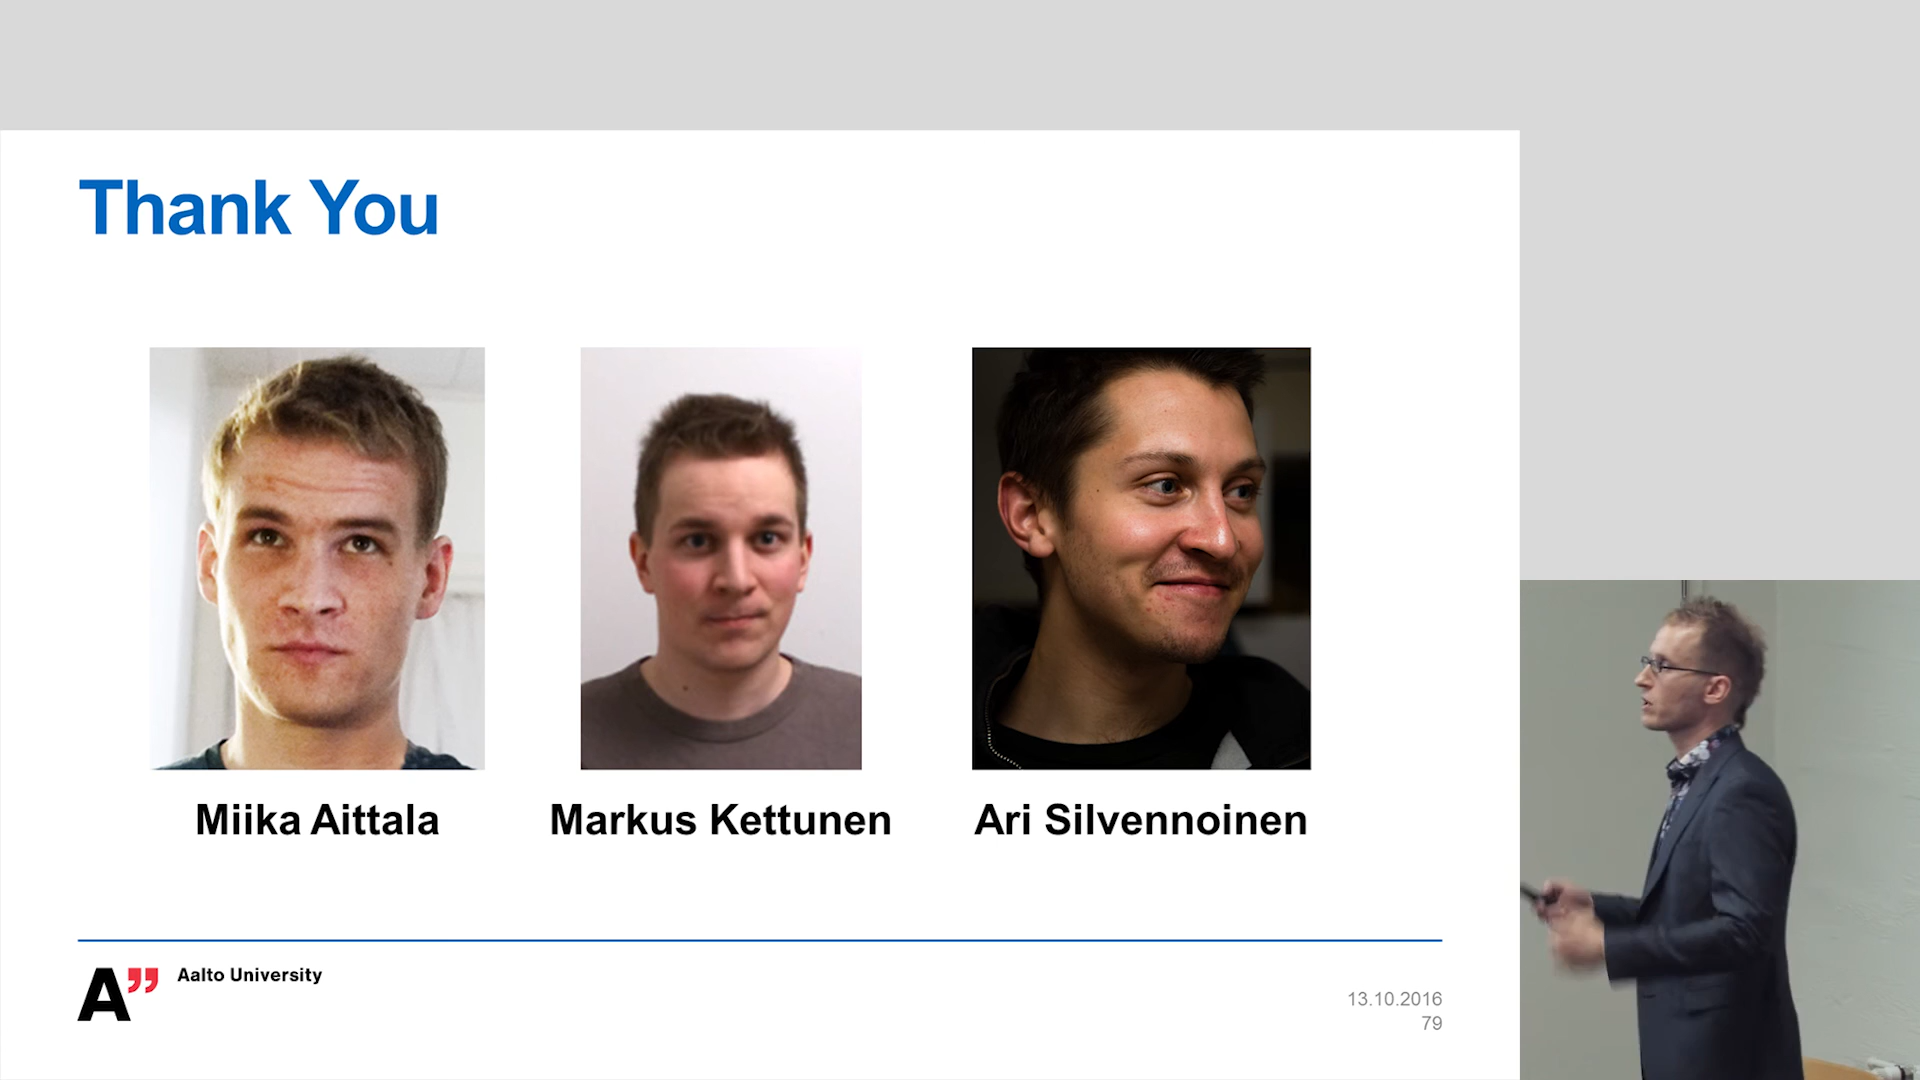 Thank You
Miika Aittala
Markus Kettunen
Ari Silvennoinen
A”
Aalto University
13.10.2016
79